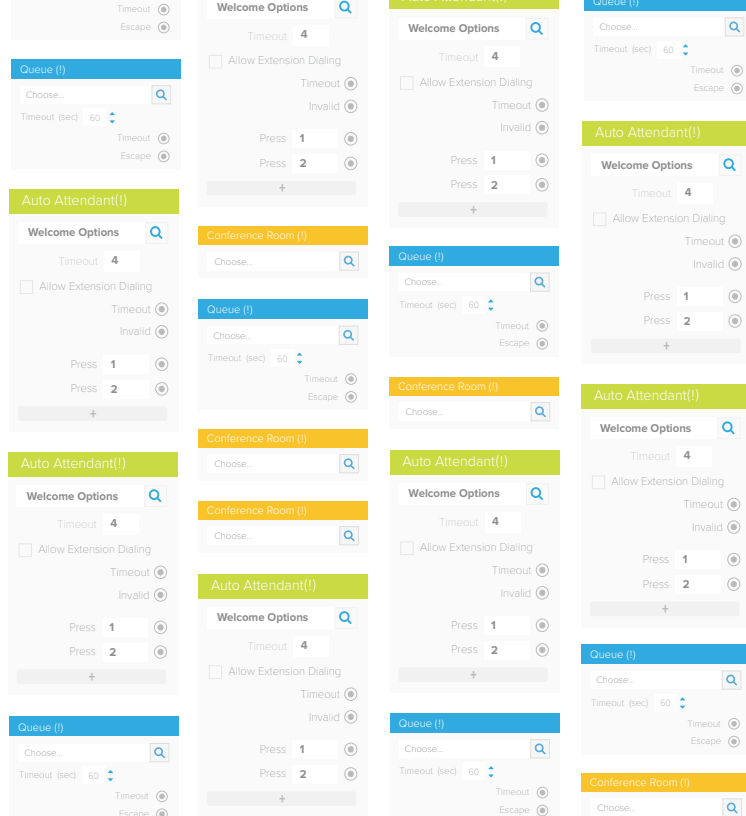 Timeout
Escape
Queue (!)
Choose...
Timeout (sec) 60
Timeout
Escape
Auto Attendant(!)
Welcome Options
Timeout 4
Allow Extension Dialing
Timeout
Invalid
Press 1
Press 2
+
Auto Attendant(!)
Welcome Options
Timeout 4
Allow Extension Dialing
Timeout
Invalid
Press 1
Press 2
+
Queue (!)
Choose...
Timeout (sec) 60
Timeout
Escape
Welcome Options
Timeout 4
Allow Extension Dialing
Timeout
Invalid
Press 1
Press 2
+
Conference Room (!)
Choose...
Queue (!)
Choose...
Timeout (sec) 60
Timeout
Escape
Conference Room (!)
Choose...
Conference Room (!)
Choose...
Auto Attendant(!)
Welcome Options
Timeout 4
Allow Extension Dialing
Timeout
Invalid
Press 1
Press 2
+
Auto Attendant(!)
Welcome Options
Timeout 4
Allow Extension Dialing
Timeout
Invalid
Press 1
Press 2
+
Queue (!)
Choose...
Timeout (sec) 60
Timeout
Escape
Conference Room (!)
Choose...
Auto Attendant(!)
Welcome Options
Timeout 4
Allow Extension Dialing
Timeout
Invalid
Press 1
Press 2
+
Queue (!)
Choose...
Timeout (sec) 60
Timeout
Escape
Queue (!)
Choose...
Timeout (sec) 60
Timeout
Escape
Auto Attendant(!)
Welcome Options
Timeout 4
Allow Extension Dialing
Timeout
Invalid
Press 1
Press 2
+
Auto Attendant(!)
Welcome Options
Timeout 4
Allow Extension Dialing
Timeout
Invalid
Press 1
Press 2
+
Queue (!)
Choose...
Timeout (sec) 60
Timeout
Escape
Conference Room (!)
Choose...